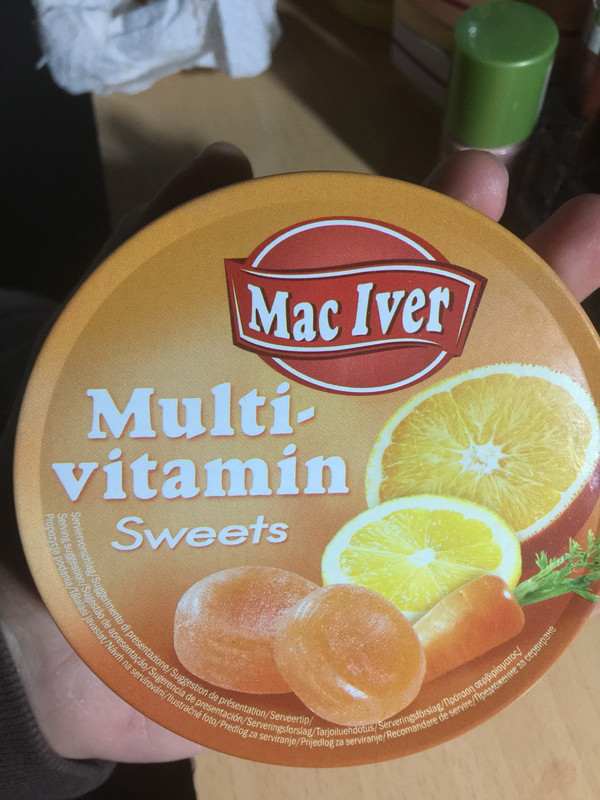 Mac Iver
Multi-
vitamin
Sweets
Serviervorschlag/Suggerimento di presentazione/Suggestion de présentation/Serveertip/
Serving suggestion/Sugestão de apresentação/Sugerencia de presentación/Serveringsforslag/Tarjoiluehdotus/Serveringsförslag/Πρόταση σερβιρίσματος/
Propozycja podania/Tálalási javaslat/Návrh na servírování/Ilustračné foto/Predlog za serviranje/Prijedlog za serviranje/Recomandare de servire/Предложение за сервиране